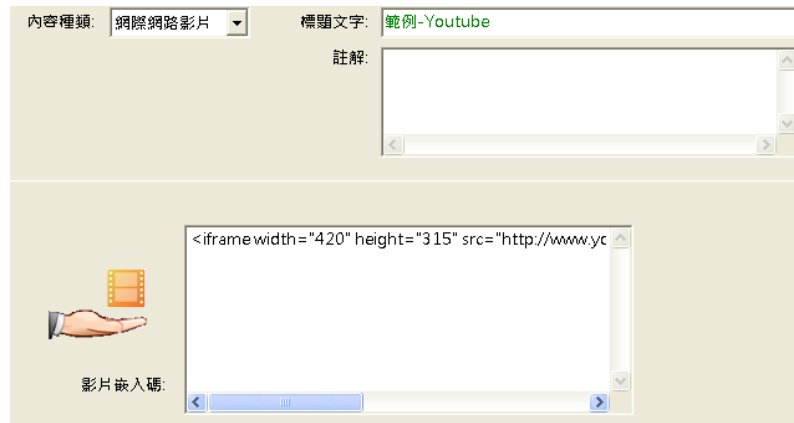 內容種類: 網際網路影片 標題文字: 範例-Youtube
註解:
<iframe width="420" height="315" src="http://www.yc
影片嵌入碼: